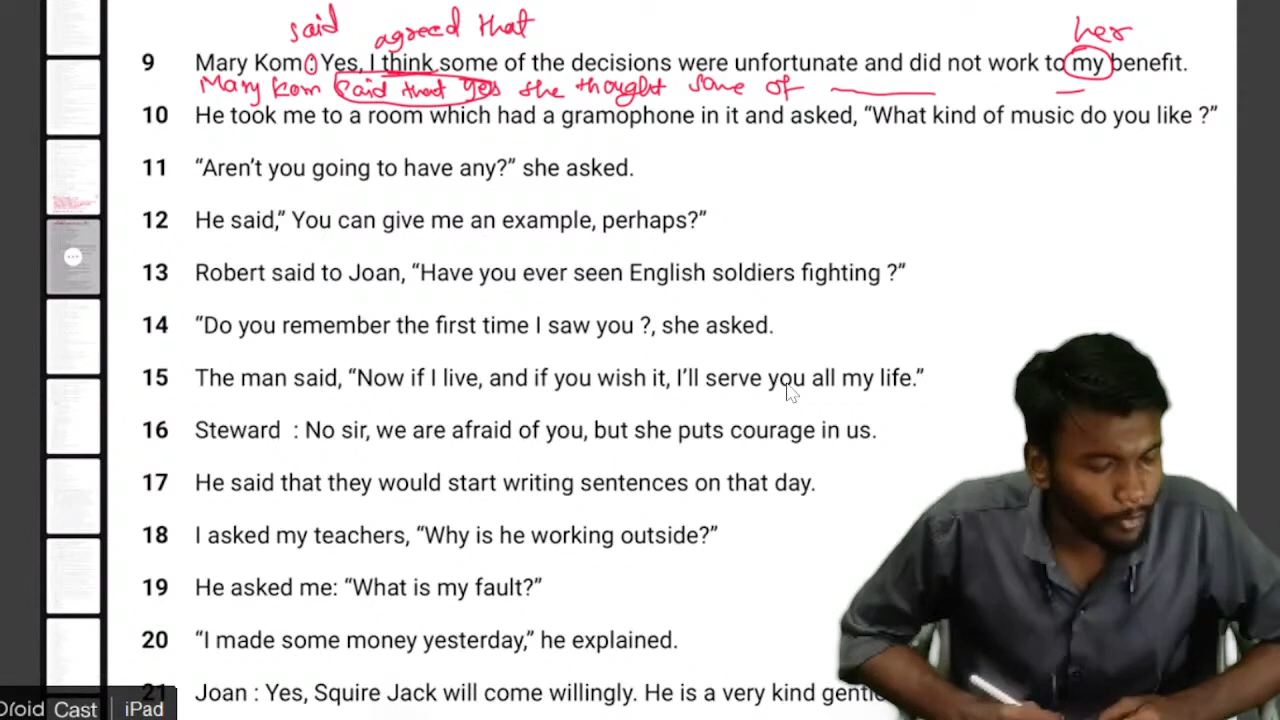 said agreed that her
9 Mary Kom : Yes, I think some of the decisions were unfortunate and did not work to my benefit.
Mary Kom said that yes she thought some of
10 He took me to a room which had a gramophone in it and asked, “What kind of music do you like ?”
11 “Aren’t you going to have any?” she asked.
12 He said,” You can give me an example, perhaps?”
13 Robert said to Joan, “Have you ever seen English soldiers fighting ?”
14 “Do you remember the first time I saw you ?, she asked.
15 The man said, “Now if I live, and if you wish it, I’ll serve you all my life.”
16 Steward : No sir, we are afraid of you, but she puts courage in us.
17 He said that they would start writing sentences on that day.
18 I asked my teachers, “Why is he working outside?”
19 He asked me: “What is my fault?”
20 “I made some money yesterday,” he explained.
21 Joan : Yes, Squire Jack will come willingly. He is a very kind
Droid Cast iPad